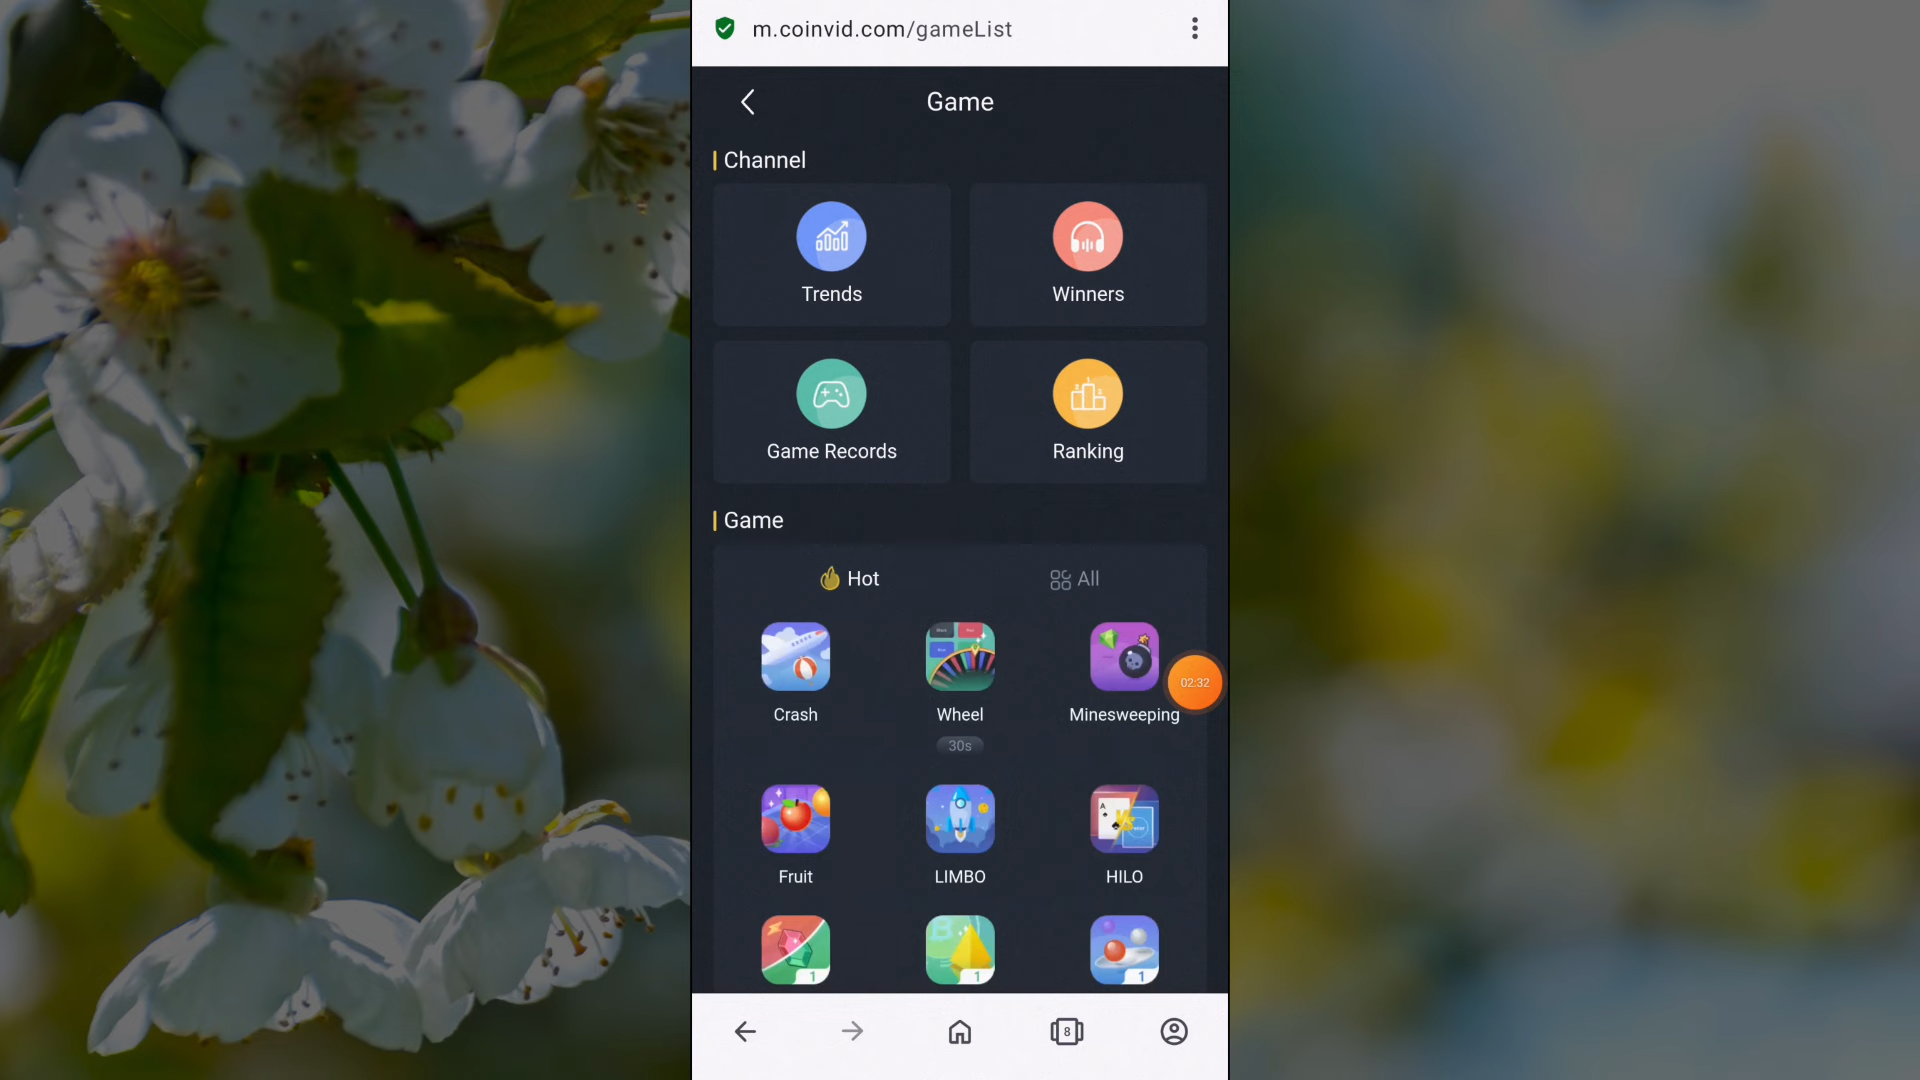 m.coinvid.com/gameList
Game
Channel
Trends
Winners
Game Records
Ranking
Game
Hot
All
Crash
Wheel
Minesweeping
02:32
30s
Fruit
LIMBO
HILO
A
1
1
1
8